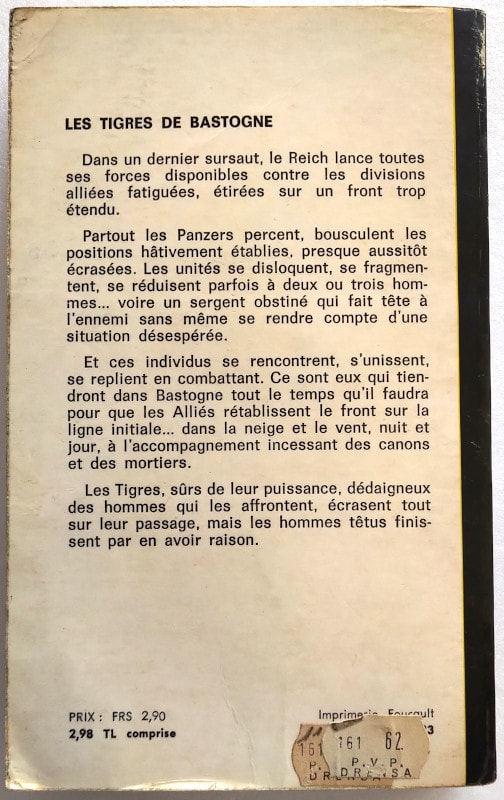 LES TIGRES DE BASTOGNE
Dans un dernier sursaut, le Reich lance toutes
ses forces disponibles contre les divisions
alliées fatiguées, étirées sur un front trop
étendu.
Partout les Panzers percent, bousculent les
positions hâtivement établies, presque aussitôt
écrasées. Les unités se disloquent, se fragmen-
tent, se réduisent parfois à deux ou trois hom-
mes... voire un sergent obstiné qui fait tête à
l'ennemi sans même se rendre compte d'une
situation désespérée.
Et ces individus se rencontrent, s'unissent,
se replient en combattant. Ce sont eux qui tien-
dront dans Bastogne tout le temps qu'il faudra
pour que les Alliés rétablissent le front sur la
ligne initiale... dans la neige et le vent, nuit et
jour, à l'accompagnement incessant des canons
et des mortiers.
Les Tigres, sûrs de leur puissance, dédaigneux
des hommes qui les affrontent, écrasent tout
sur leur passage, mais les hommes têtus finis-
sent par en avoir raison.
PRIX : FRS 2,90
2,98 TL comprise
Imprimerie Foucault
161 161 62
P. P.V.P.
DRENSA